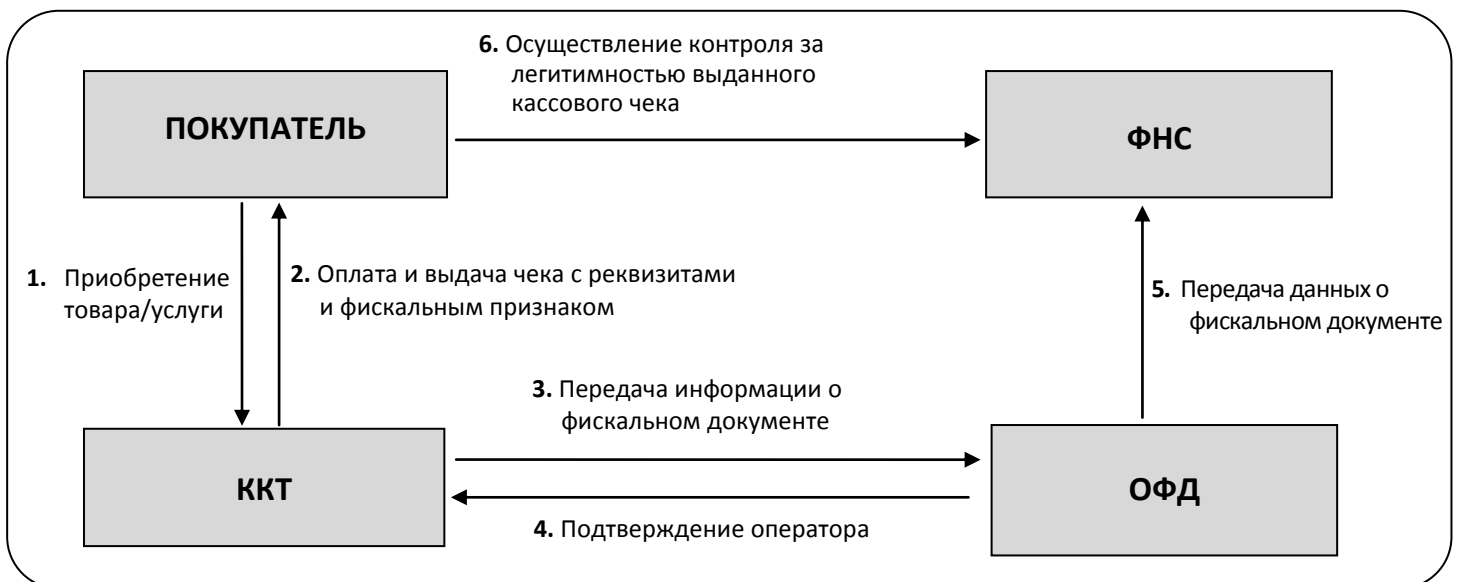 6. Осуществление контроля за
легитимностью выданного
кассового чека
ПОКУПАТЕЛЬ
ФНС
1. Приобретение
товара/услуги
2. Оплата и выдача чека с реквизитами
и фискальным признаком
5. Передача данных о
фискальном документе
3. Передача информации о
фискальном документе
ККТ
ОФД
4. Подтверждение оператора